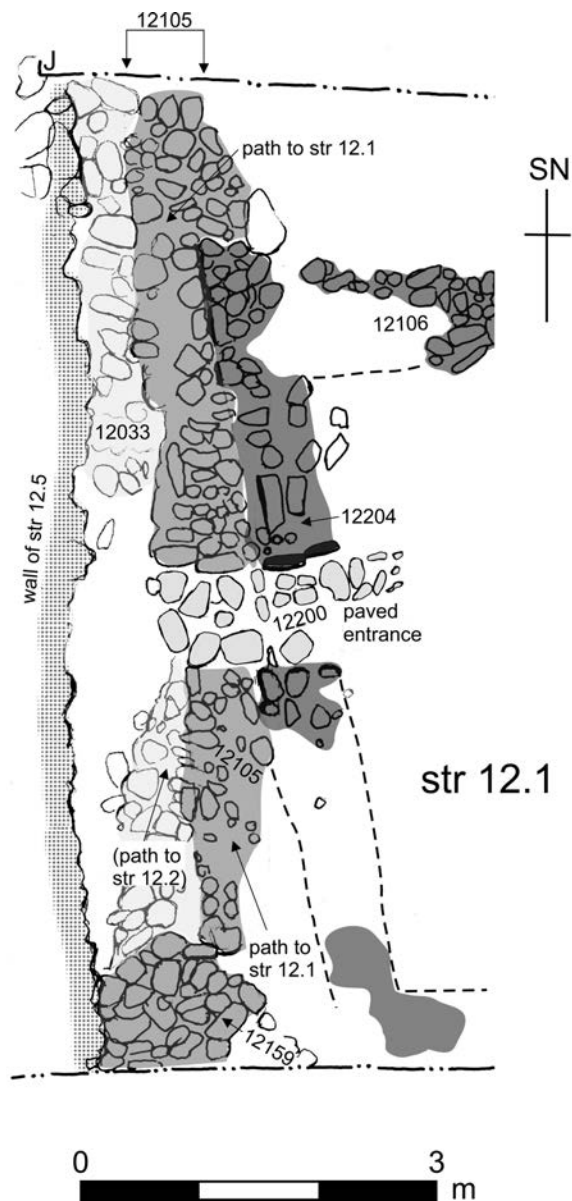 12105
J
path to str 12.1
SN
12106
12033
12204
wall of str 12.5
12200
paved
entrance
12105
str 12.1
(path to
str 12.2)
path to
str 12.1
12159
0
3
m